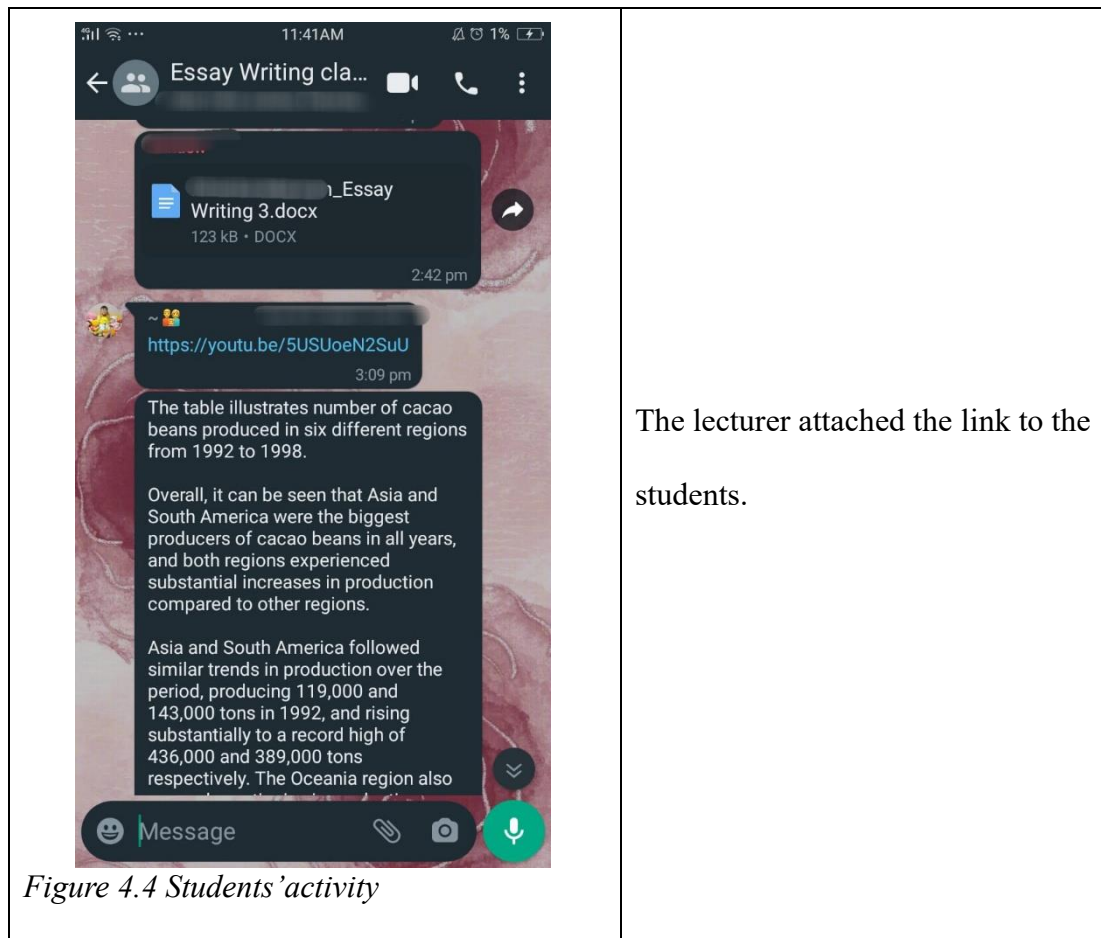 4G
11:41AM
1%
Essay Writing cla...
_Essay
Writing 3.docx
123 kB • DOCX
2:42 pm
~
https://youtu.be/5USUoeN2SuU
3:09 pm
The table illustrates number of cacao
beans produced in six different regions
from 1992 to 1998.
Overall, it can be seen that Asia and
South America were the biggest
producers of cacao beans in all years,
and both regions experienced
substantial increases in production
compared to other regions.
Asia and South America followed
similar trends in production over the
period, producing 119,000 and
143,000 tons in 1992, and rising
substantially to a record high of
436,000 and 389,000 tons
respectively. The Oceania region also
Message
Figure 4.4 Students'activity
The lecturer attached the link to the
students.